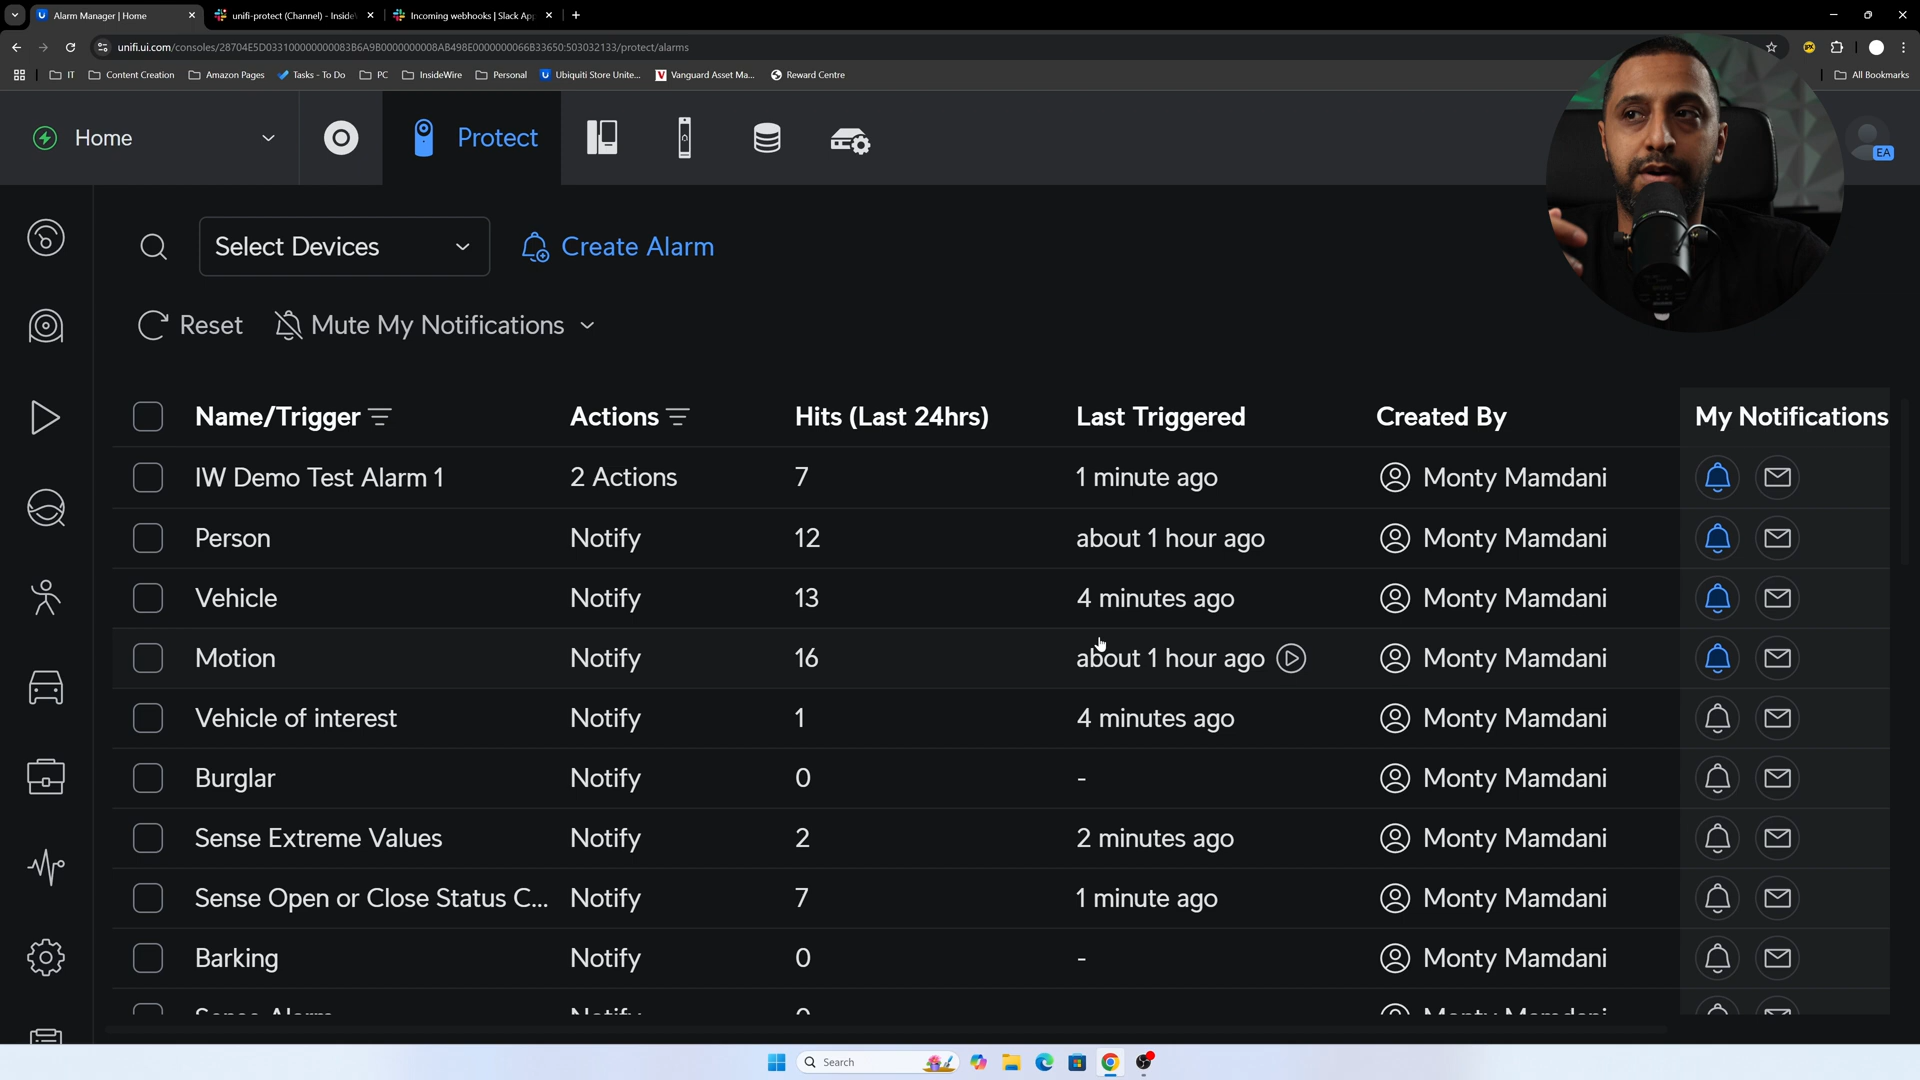 Alarm Manager | Home
unifi-protect (Channel) - Inside
Incoming webhooks | Slack Ap
unifi.ui.com/consoles/28704E5D03310000000083B6A9B0000000008AB498E0000000066B33650:503032133/protect/alarms
IT
Content Creation
Amazon Pages
Tasks - To Do
PC
InsideWire
Personal
Ubiquiti Store Unite...
Vanguard Asset Ma...
Reward Centre
All Bookmarks
Home
Protect
EA
Select Devices
Create Alarm
Reset
Mute My Notifications
Name/Trigger Actions Hits (Last 24hrs) Last Triggered Created By My Notifications
IW Demo Test Alarm 1 2 Actions 7 1 minute ago Monty Mamdani
Person Notify 12 about 1 hour ago Monty Mamdani
Vehicle Notify 13 4 minutes ago Monty Mamdani
Motion Notify 16 about 1 hour ago Monty Mamdani
Vehicle of interest Notify 1 4 minutes ago Monty Mamdani
Burglar Notify 0 - Monty Mamdani
Sense Extreme Values Notify 2 2 minutes ago Monty Mamdani
Sense Open or Close Status C... Notify 7 1 minute ago Monty Mamdani
Barking Notify 0 - Monty Mamdani
Sense Alarm Notify 0 Monty Mamdani
Search